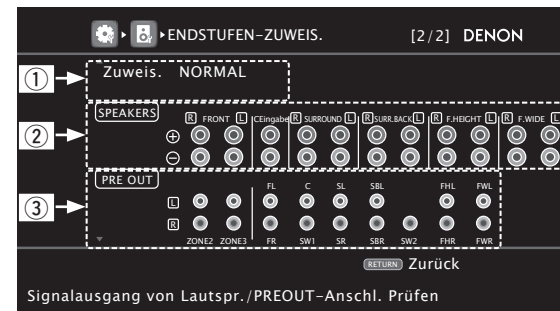 ENDSTUFEN-ZUWEIS. [2/2] DENON
① Zuweis. NORMAL
② SPEAKERS
R FRONT L CEingabe R SURROUND L R SURR.BACK L R F.HEIGHT L R F.WIDE L
③ PRE OUT
FL C SL SBL FHL FWL
L
R
ZONE2 ZONE3 FR SW1 SR SBR SW2 FHR FWR
RETURN Zurück
Signalausgang von Lautspr./PREOUT-Anschl. Prüfen